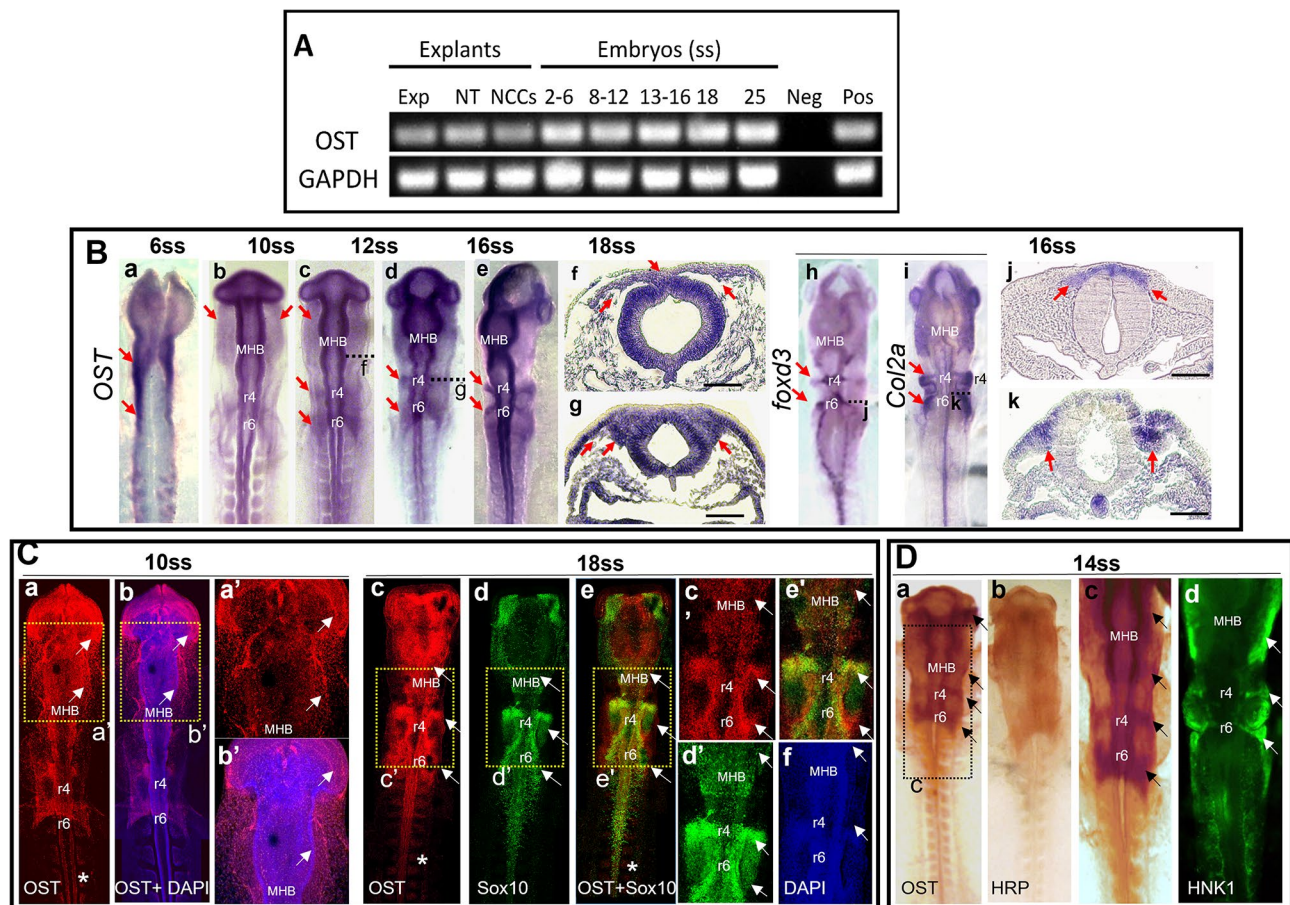 A
Explants Embryos (ss)
Exp NT NCCs 2-6 8-12 13-16 18 25 Neg Pos
OST
GAPDH
B 6ss 10ss 12ss 16ss 18ss 16ss
a b c d e f h i j
OST
MHB MHB MHB MHB
f
r4 r4 r4
g
r6 r6 r6
g
foxd3
r4
r6
j
Col2a
MHB
r4 r4
r6 k
k
C 10ss 18ss
a b a' c d e c' e'
MHB MHB MHB
a' b'
b'
r4 r4
r6 r6
MHB
OST * OST+ DAPI
MHB MHB
r4 r4 r4
r6 r6 r6
c' d' e'
OST * Sox10 OST+Sox10 *
MHB MHB
r4 r4
r6 r6
d' f
MHB MHB
r4 r4
r6 r6
DAPI
D 14ss
a b c d
MHB MHB MHB
r4 r4 r4
r6 r6 r6
c
OST HRP HNK1